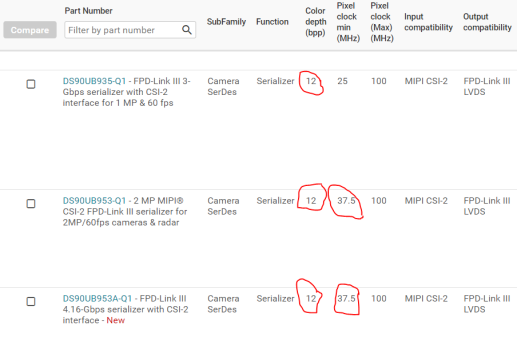 Compare
Part Number
Filter by part number
SubFamily
Function
Color
depth
(bpp)
Pixel
clock
min
(MHz)
Pixel
clock
(Max)
(MHz)
Input
compatibility
Output
compatibility
DS90UB935-Q1 - FPD-Link III 3-
Gbps serializer with CSI-2
interface for 1 MP & 60 fps
Camera
SerDes
Serializer
12
25
100
MIPI CSI-2
FPD-Link III
LVDS
DS90UB953-Q1 - 2 MP MIPI®
CSI-2 FPD-Link III serializer for
2MP/60fps cameras & radar
Camera
SerDes
Serializer
12
37.5
100
MIPI CSI-2
FPD-Link III
LVDS
DS90UB953A-Q1 - FPD-Link III
4.16-Gbps serializer with CSI-2
interface - New
Camera
SerDes
Serializer
12
37.5
100
MIPI CSI-2
FPD-Link III
LVDS